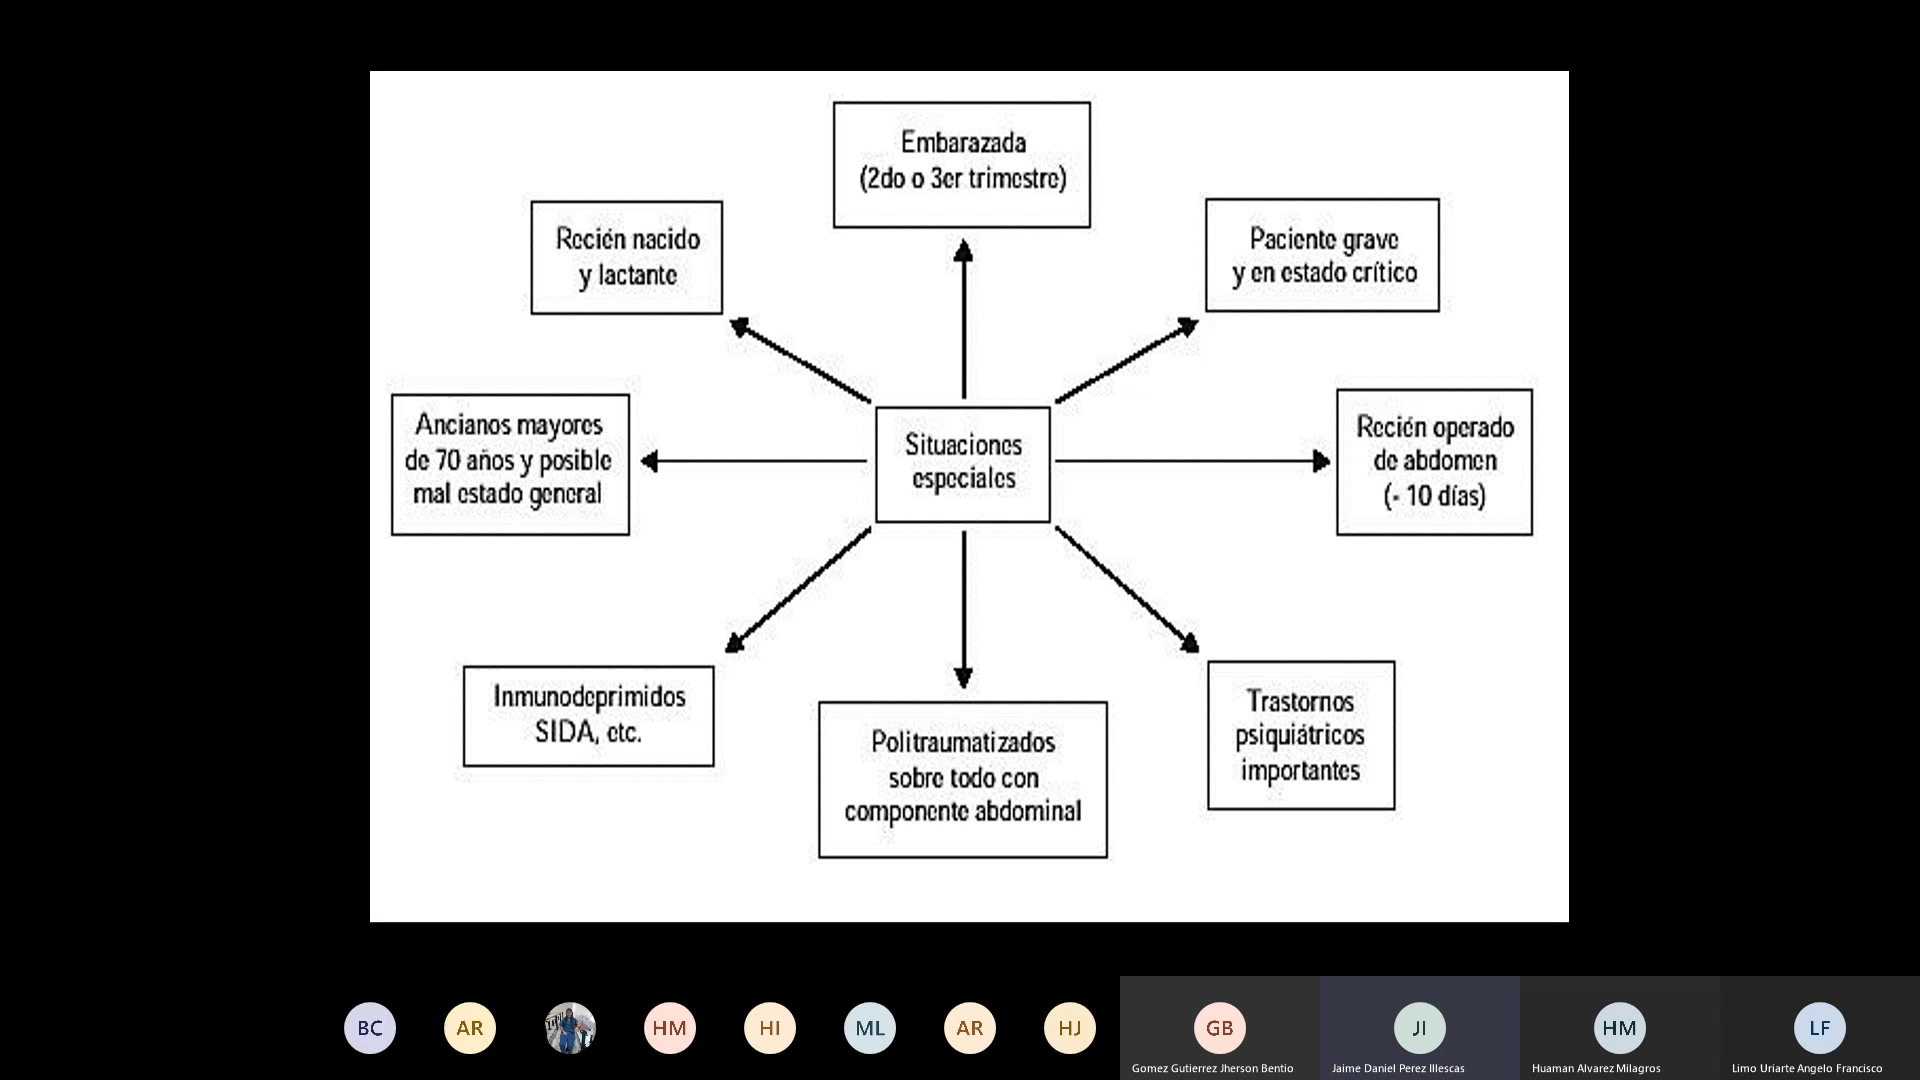 Embarazada
(2do o 3er trimestre)
Recién nacido
y lactante
Paciente grave
y en estado crítico
Ancianos mayores
de 70 años y posible
mal estado general
Situaciones
especiales
Recién operado
de abdomen
(- 10 días)
Inmunodeprimidos
SIDA, etc.
Politraumatizados
sobre todo con
componente abdominal
Trastornos
psiquiátricos
importantes
BC
AR
HM
HI
ML
AR
HJ
GB
JI
HM
LF
Gomez Gutierrez Jherson Bentio
Jaime Daniel Perez Illescas
Huaman Alvarez Milagros
Limo Uriarte Angelo Francisco